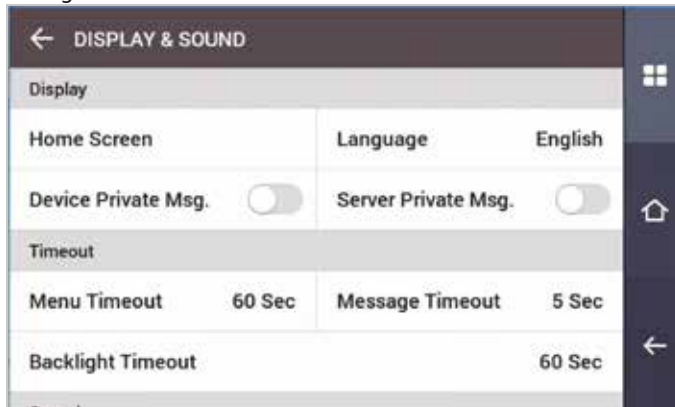 DISPLAY & SOUND
Display
Home Screen
Language English
Device Private Msg.
Server Private Msg.
Timeout
Menu Timeout 60 Sec
Message Timeout 5 Sec
Backlight Timeout 60 Sec